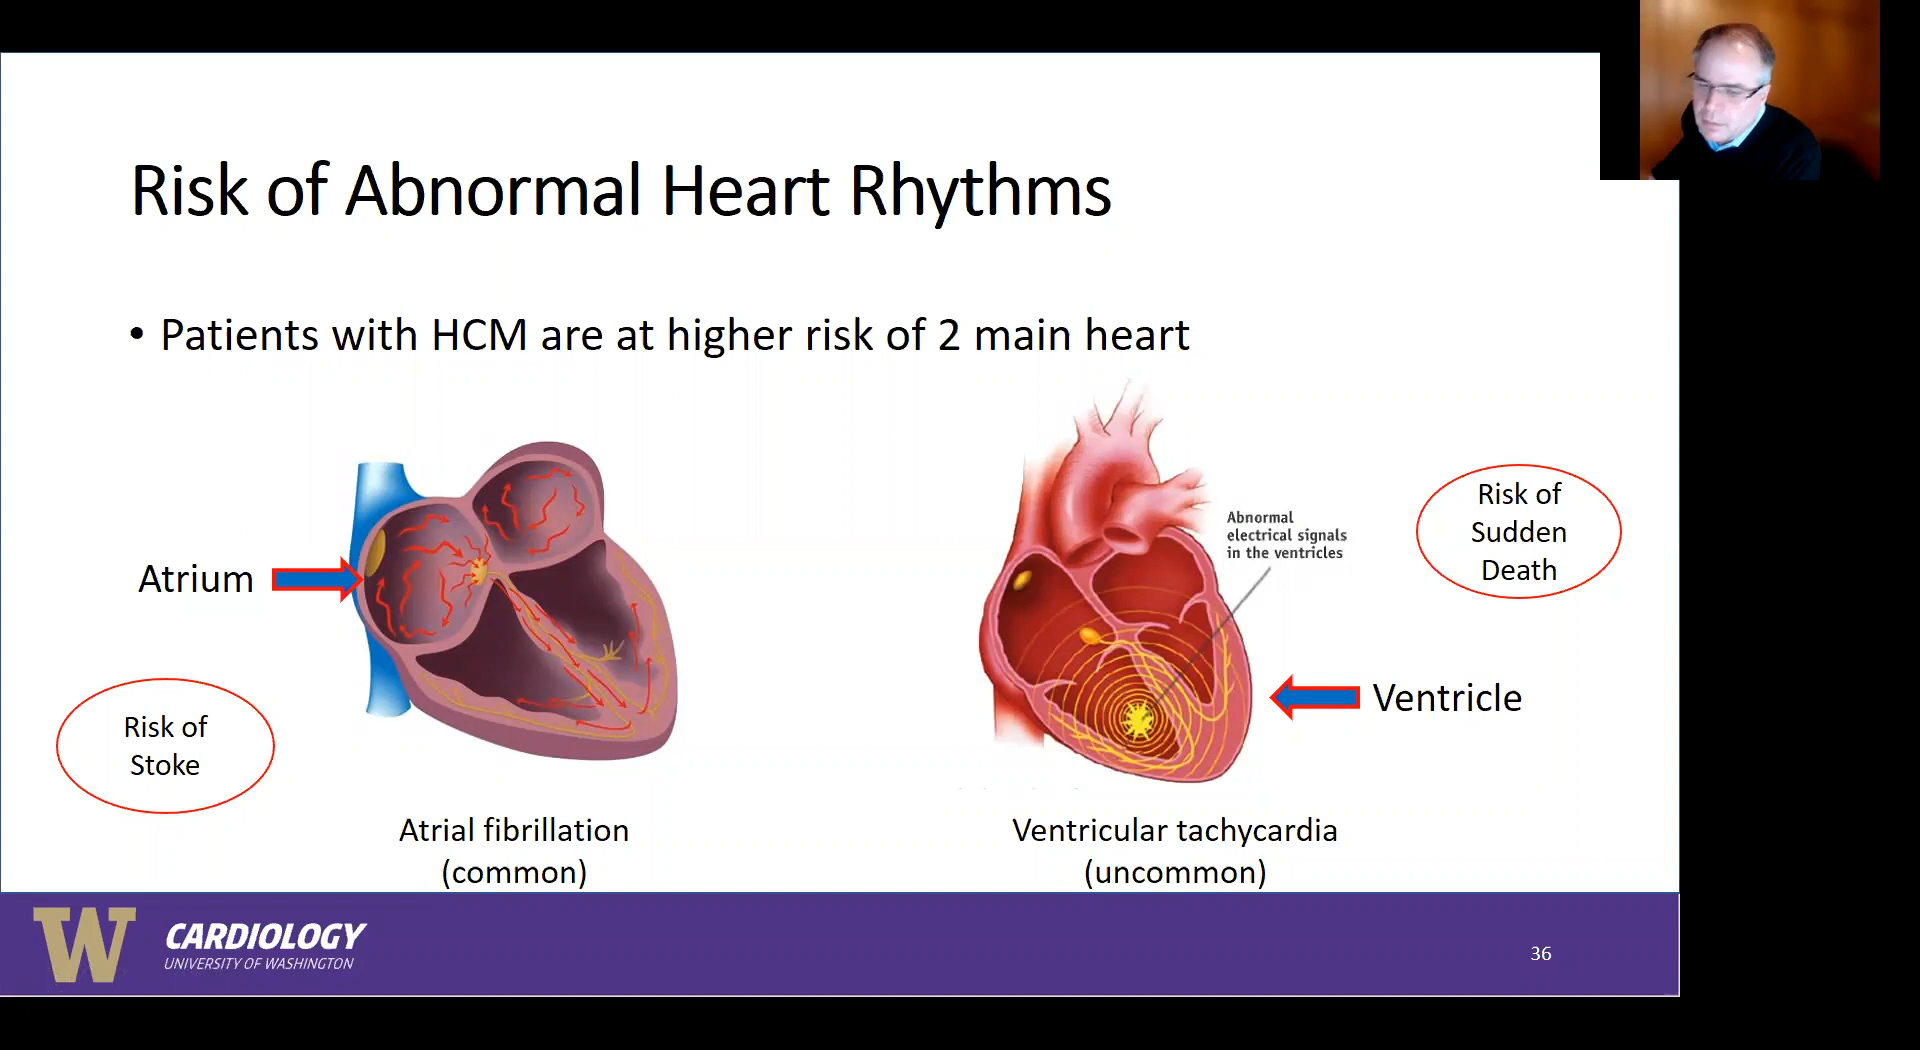 Risk of Abnormal Heart Rhythms
• Patients with HCM are at higher risk of 2 main heart
Abnormal
electrical signals
in the ventricles
Risk of
Sudden
Death
Atrium
Ventricle
Risk of
Stoke
Atrial fibrillation
(common)
Ventricular tachycardia
(uncommon)
W
CARDIOLOGY
UNIVERSITY OF WASHINGTON
36